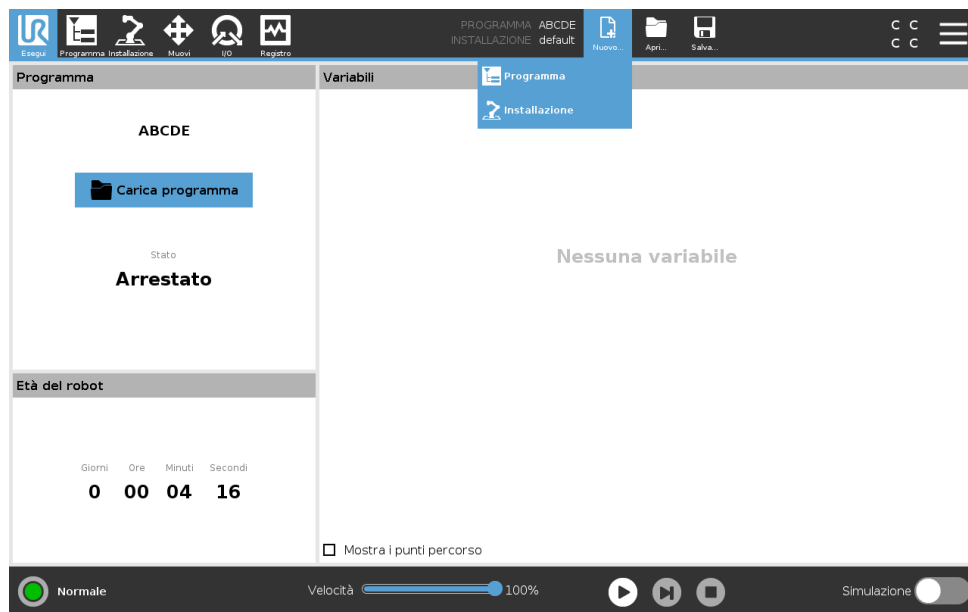 PROGRAMMA ABCDE
INSTALLAZIONE default
Esegui Programma Installazione Muovi I/O Registro
Nuovo... Apri... Salva...
C C
C C
Programma
Installazione
Programma
ABCDE
Carica programma
Stato
Arrestato
Variabili
Nessuna variabile
Età del robot
Giorni Ore Minuti Secondi
0 00 04 16
Mostra i punti percorso
Normale
Velocità 100%
Simulazione